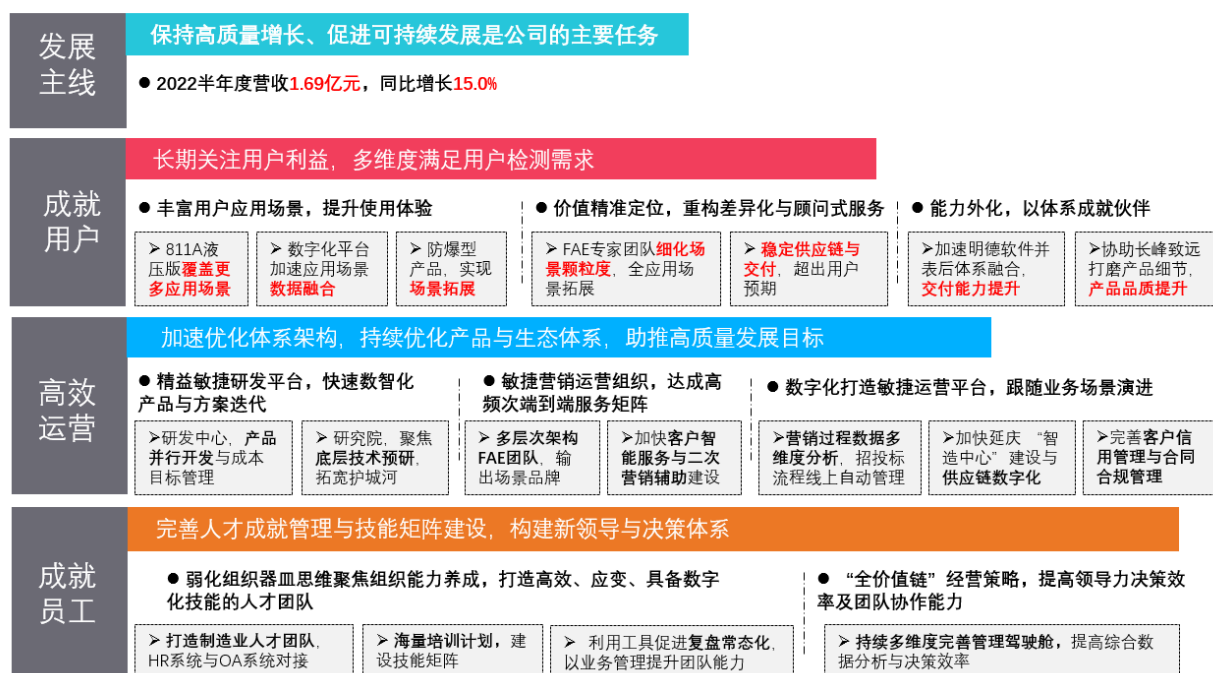 发展
主线
保持高质量增长、促进可持续发展是公司的主要任务
● 2022半年度营收1.69亿元，同比增长15.0%
成就
用户
长期关注用户利益，多维度满足用户检测需求
● 丰富用户应用场景，提升使用体验
➢ 811A液
压版覆盖更
多应用场景
➢ 数字化平台
加速应用场景
数据融合
➢ 防爆型
产品，实现
场景拓展
● 价值精准定位，重构差异化与顾问式服务
➢ FAE专家团队细化场
景颗粒度，全应用场
景拓展
➢ 稳定供应链与
交付，超出用户
预期
● 能力外化，以体系成就伙伴
➢加速明德软件并
表后体系融合，
交付能力提升
➢协助长峰致远
打磨产品细节，
产品品质提升
高效
运营
加速优化体系架构，持续优化产品与生态体系，助推高质量发展目标
● 精益敏捷研发平台，快速数智化
产品与方案迭代
➢研发中心，产品
并行开发与成本
目标管理
➢ 研究院，聚焦
底层技术预研，
拓宽护城河
● 敏捷营销运营组织，达成高
频次端到端服务矩阵
➢ 多层次架构
FAE团队，输
出场景品牌
➢加快客户智
能服务与二次
营销辅助建设
● 数字化打造敏捷运营平台，跟随业务场景演进
➢营销过程数据多
维度分析，招投标
流程线上自动管理
➢加快延庆“智
造中心”建设与
供应链数字化
➢完善客户信
用管理与合同
合规管理
成就
员工
完善人才成就管理与技能矩阵建设，构建新领导与决策体系
● 弱化组织器皿思维聚焦组织能力养成，打造高效、应变、具备数字
化技能的人才团队
➢ 打造制造业人才团队，
HR系统与OA系统对接
➢ 海量培训计划，建
设技能矩阵
➢ 利用工具促进复盘常态化，
以业务管理提升团队能力
● “全价值链”经营策略，提高领导力决策效
率及团队协作能力
➢ 持续多维度完善管理驾驶舱，提高综合数
据分析与决策效率